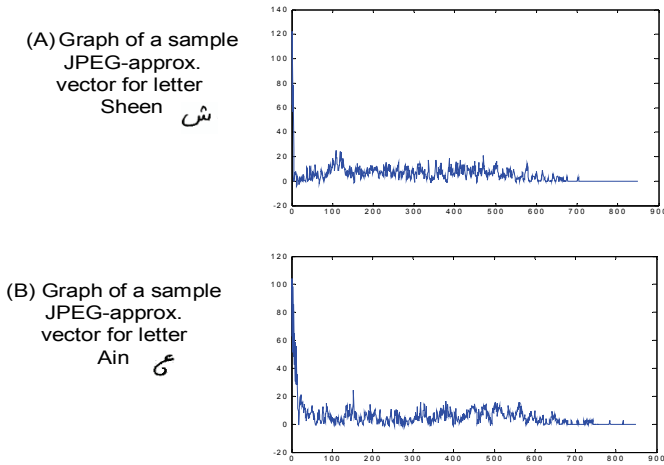 (A) Graph of a sample
JPEG-approx.
vector for letter
Sheen ش
140
120
100
80
60
40
20
0
-20
0 100 200 300 400 500 600 700 800 900
(B) Graph of a sample
JPEG-approx.
vector for letter
Ain ع
120
100
80
60
40
20
0
-20
0 100 200 300 400 500 600 700 800 900